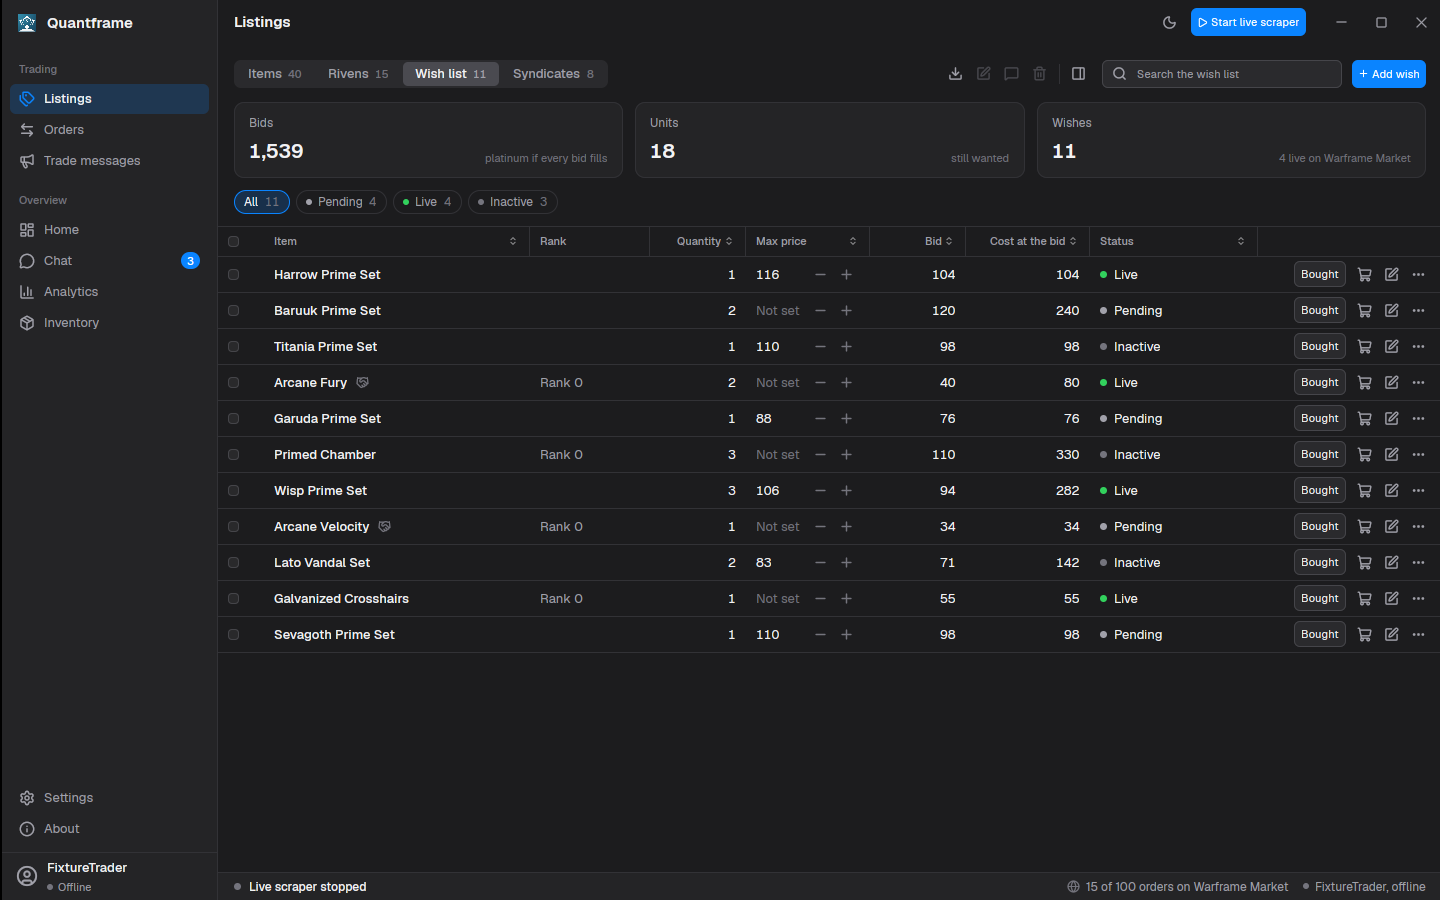 Quantframe
Trading
Listings
Orders
Trade messages
Overview
Home
Chat 3
Analytics
Inventory
Settings
About
FixtureTrader
Offline
Listings
Start live scraper
Items 40 Rivens 15 Wish list 11 Syndicates 8
Search the wish list
+ Add wish
Bids
1,539
platinum if every bid fills
Units
18
still wanted
Wishes
11
4 live on Warframe Market
All 11 Pending 4 Live 4 Inactive 3
Item Rank Quantity Max price Bid Cost at the bid Status
Harrow Prime Set 1 116 104 104 Live Bought
Baruuk Prime Set 2 Not set 120 240 Pending Bought
Titania Prime Set 1 110 98 98 Inactive Bought
Arcane Fury Rank 0 2 Not set 40 80 Live Bought
Garuda Prime Set 1 88 76 76 Pending Bought
Primed Chamber Rank 0 3 Not set 110 330 Inactive Bought
Wisp Prime Set 3 106 94 282 Live Bought
Arcane Velocity Rank 0 1 Not set 34 34 Pending Bought
Lato Vandal Set 2 83 71 142 Inactive Bought
Galvanized Crosshairs Rank 0 1 Not set 55 55 Live Bought
Sevagoth Prime Set 1 110 98 98 Pending Bought
Live scraper stopped
15 of 100 orders on Warframe Market
FixtureTrader, offline